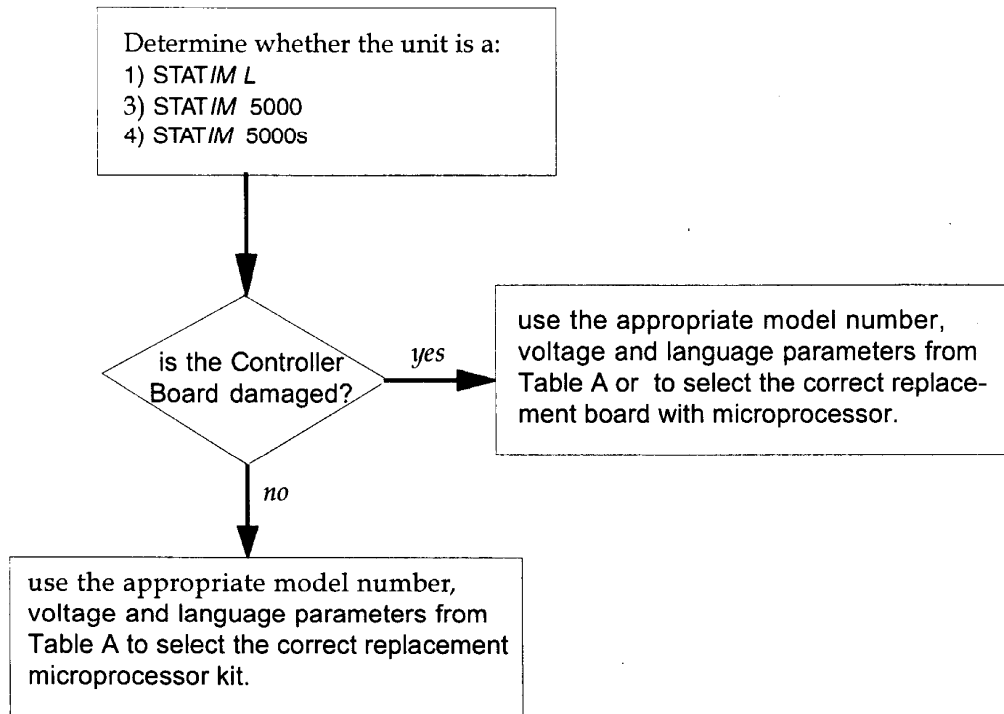 Determine whether the unit is a:
1) STATIM L
3) STATIM 5000
4) STATIM 5000s
is the Controller
Board damaged?
yes
use the appropriate model number,
voltage and language parameters from
Table A or to select the correct replace-
ment board with microprocessor.
no
use the appropriate model number,
voltage and language parameters from
Table A to select the correct replacement
microprocessor kit.